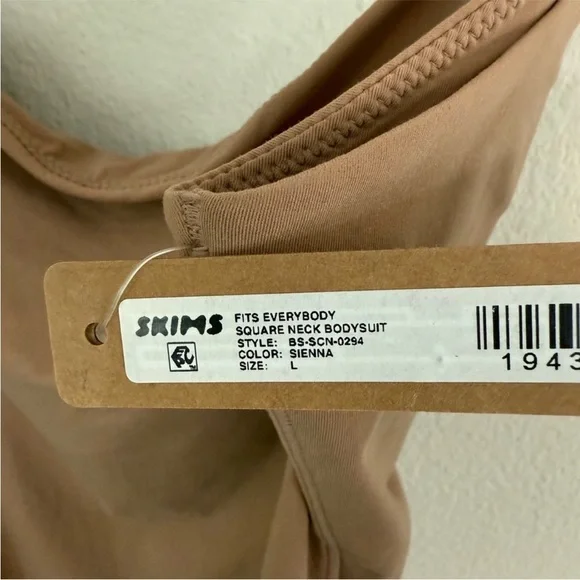 SKIMS
FITS EVERYBODY
SQUARE NECK BODYSUIT
STYLE: BS-SCN-0294
COLOR: SIENNA
SIZE: L
1943